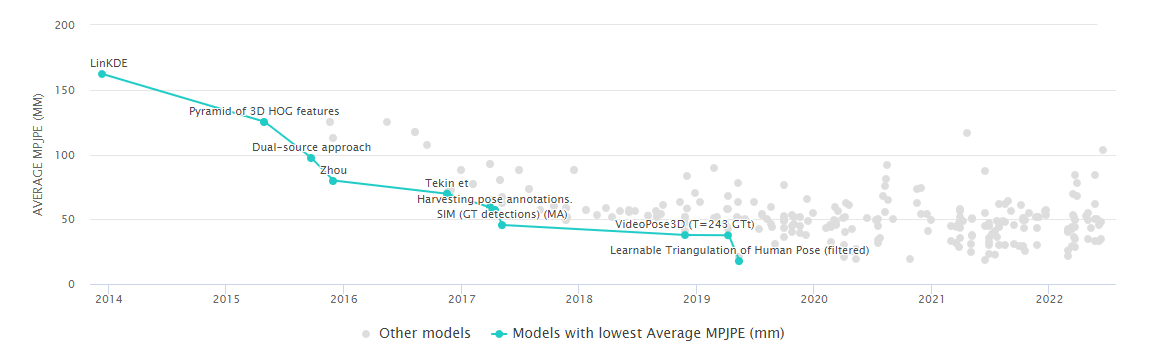 200
LinKDE
150
Pyramid of 3D HOG features
Dual-source approach
100
Zhou
Tekin et
Harvesting pose annotations.
SIM (GT detections) (MA)
50
VideoPose3D (T=243 GTt)
Learnable Triangulation of Human Pose (filtered)
0
AVERAGE MPJPE (MM)
2014 2015 2016 2017 2018 2019 2020 2021 2022
Other models Models with lowest Average MPJPE (mm)